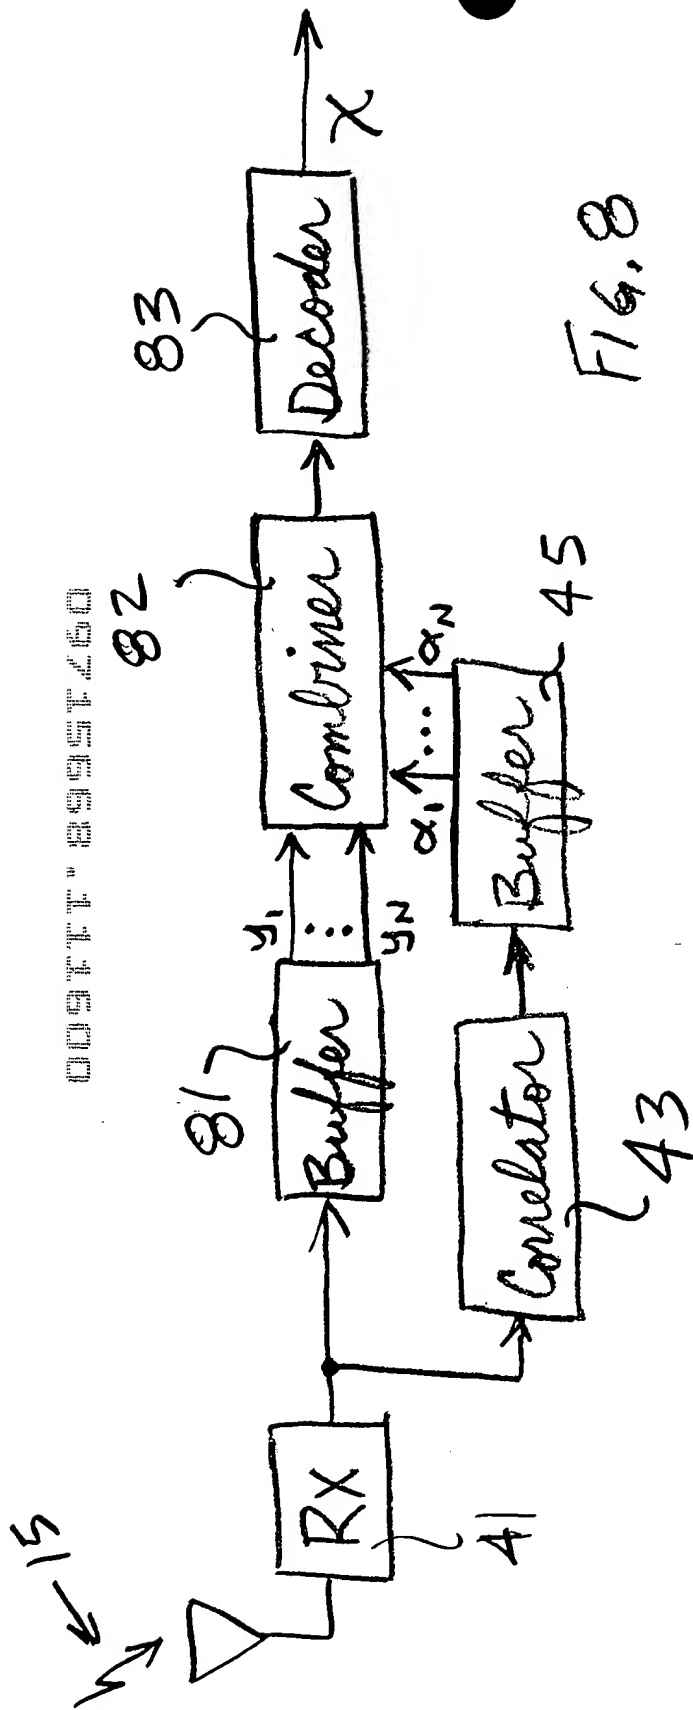 15
Rx
41
81
Buffer
y₁
...
yN
82
Combiner
α₁ ... αN
83
Decoder
X
Correlator
43
Buffer
45
FIG. 8
09715668.111600